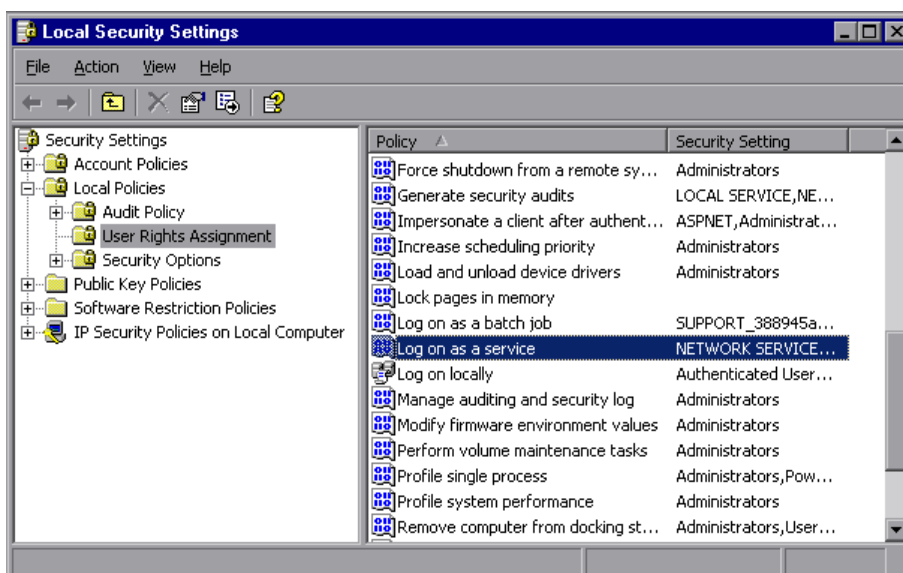 Local Security Settings
File Action View Help
Security Settings
Account Policies
Local Policies
Audit Policy
User Rights Assignment
Security Options
Public Key Policies
Software Restriction Policies
IP Security Policies on Local Computer
Policy Security Setting
Force shutdown from a remote sy... Administrators
Generate security audits LOCAL SERVICE,NE...
Impersonate a client after authent... ASPNET,Administrat...
Increase scheduling priority Administrators
Load and unload device drivers Administrators
Lock pages in memory
Log on as a batch job SUPPORT_388945a...
Log on as a service NETWORK SERVICE...
Log on locally Authenticated User...
Manage auditing and security log Administrators
Modify firmware environment values Administrators
Perform volume maintenance tasks Administrators
Profile single process Administrators,Pow...
Profile system performance Administrators
Remove computer from docking st... Administrators,User...